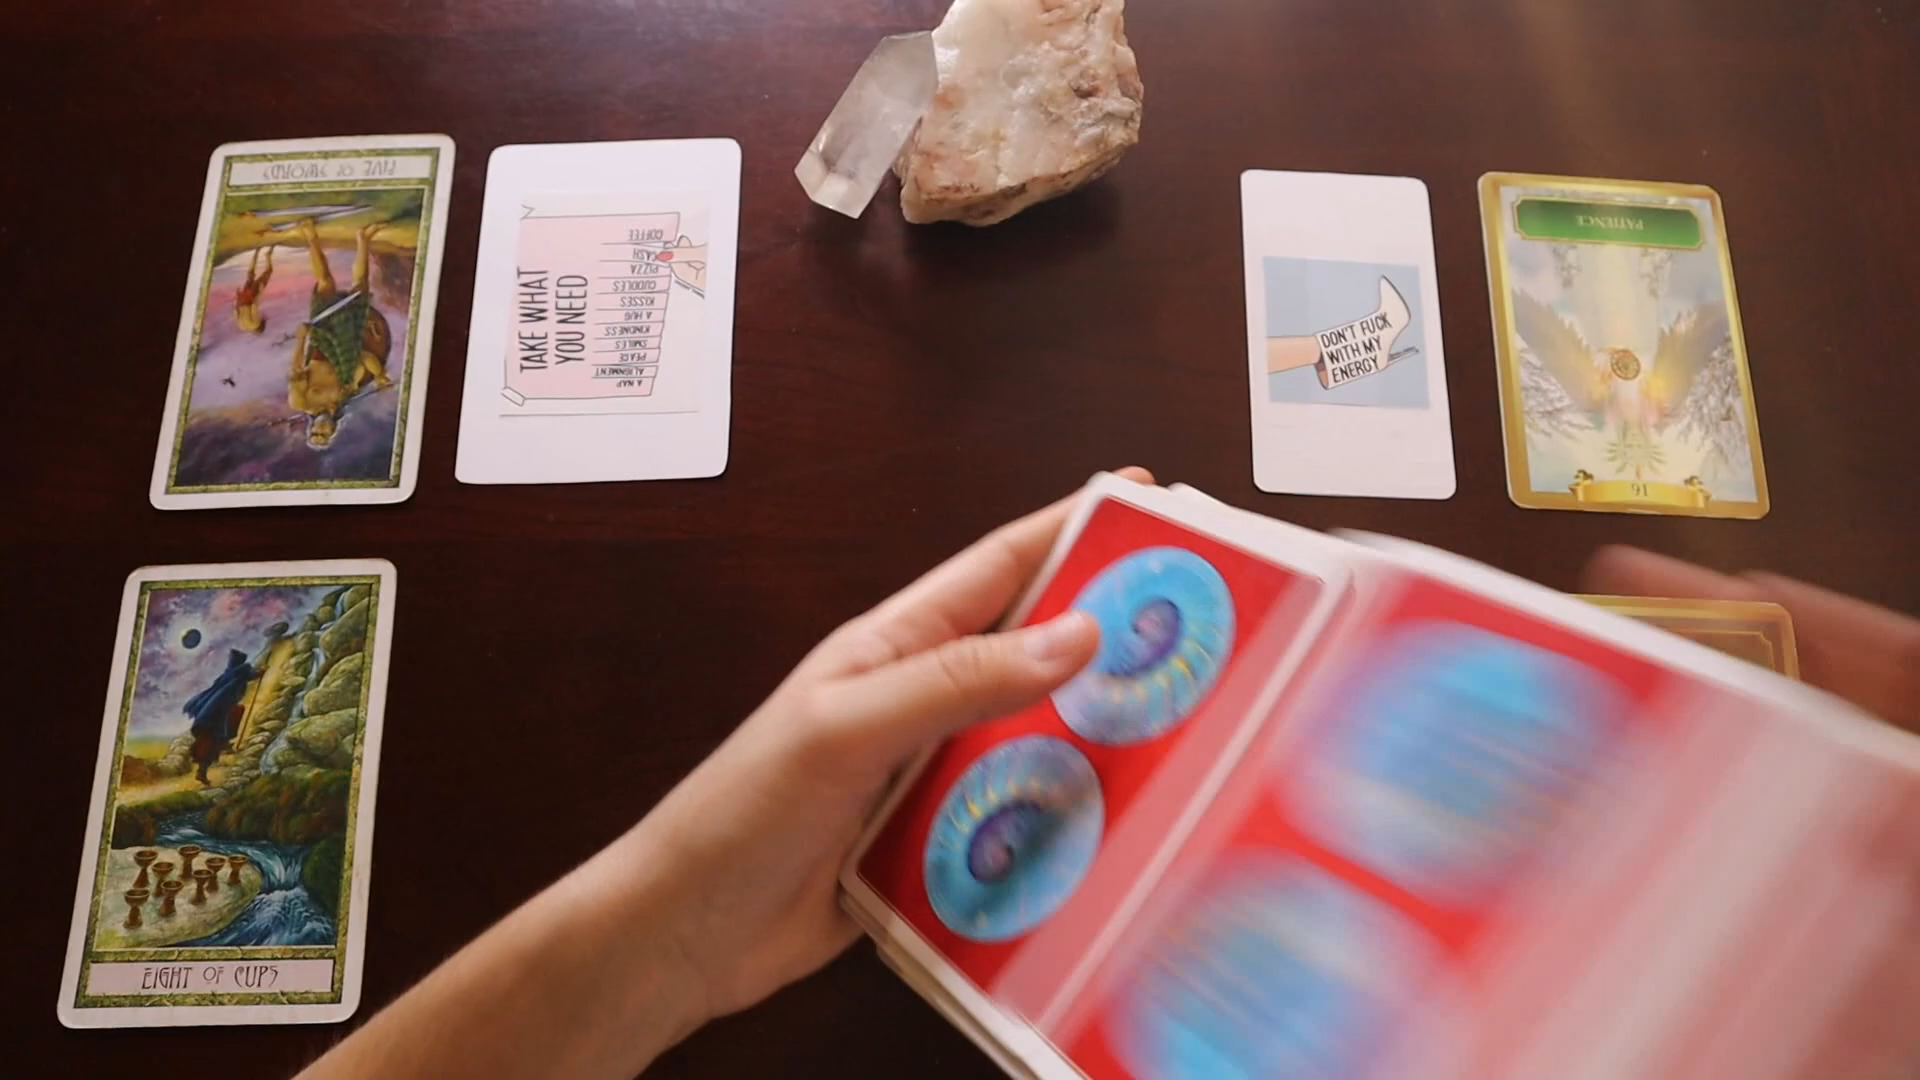 FIVE OF SWORDS
TAKE WHAT
YOU NEED
COFFEE
CASH
PIZZA
CUDDLES
KISSES
A HUG
KINDNESS
SMILES
PEACE
ALIGNMENT
A NAP
DON'T FUCK
WITH MY
ENERGY
PATIENCE
16
EIGHT OF CUPS